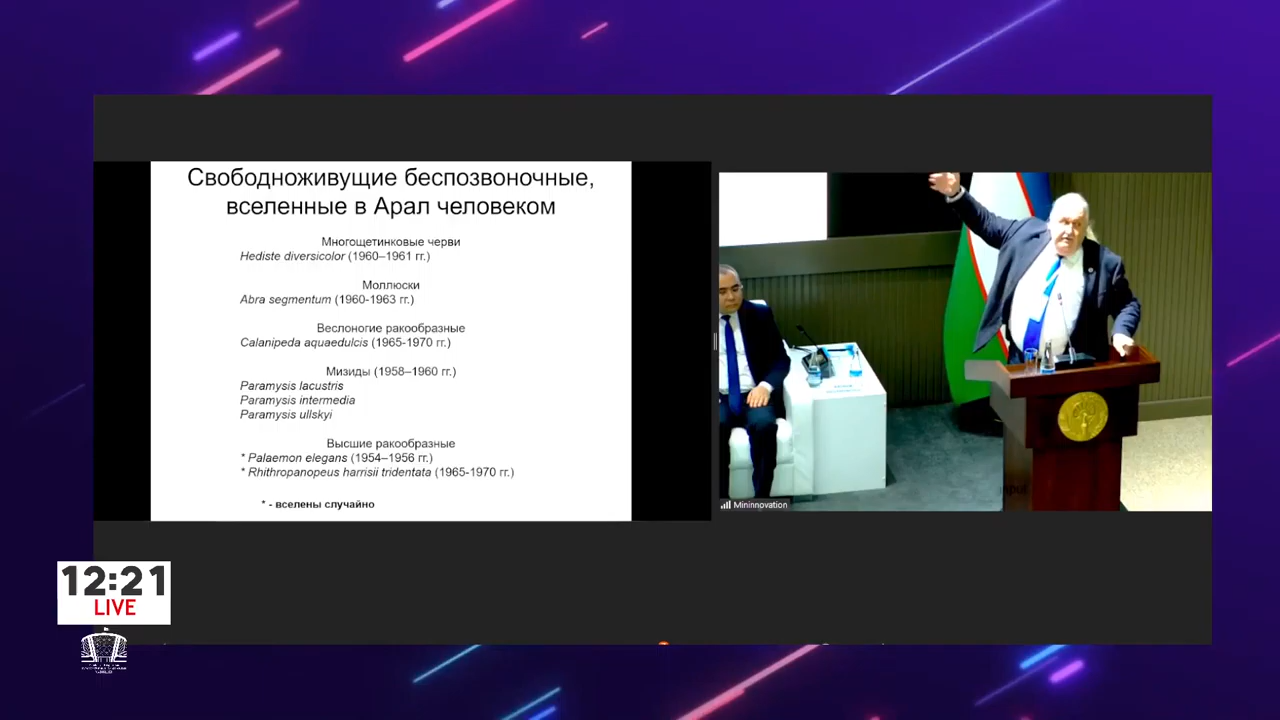 Свободноживущие беспозвоночные,
вселенные в Арал человеком
Многощетинковые черви
Hediste diversicolor (1960–1961 гг.)
Моллюски
Abra segmentum (1960-1963 гг.)
Веслоногие ракообразные
Calanipeda aquaedulcis (1965-1970 гг.)
Мизиды (1958–1960 гг.)
Paramysis lacustris
Paramysis intermedia
Paramysis ullskyi
Высшие ракообразные
* Palaemon elegans (1954–1956 гг.)
* Rhithropanopeus harrisii tridentata (1965-1970 гг.)
* - вселены случайно
Mininnovation
12:21
LIVE